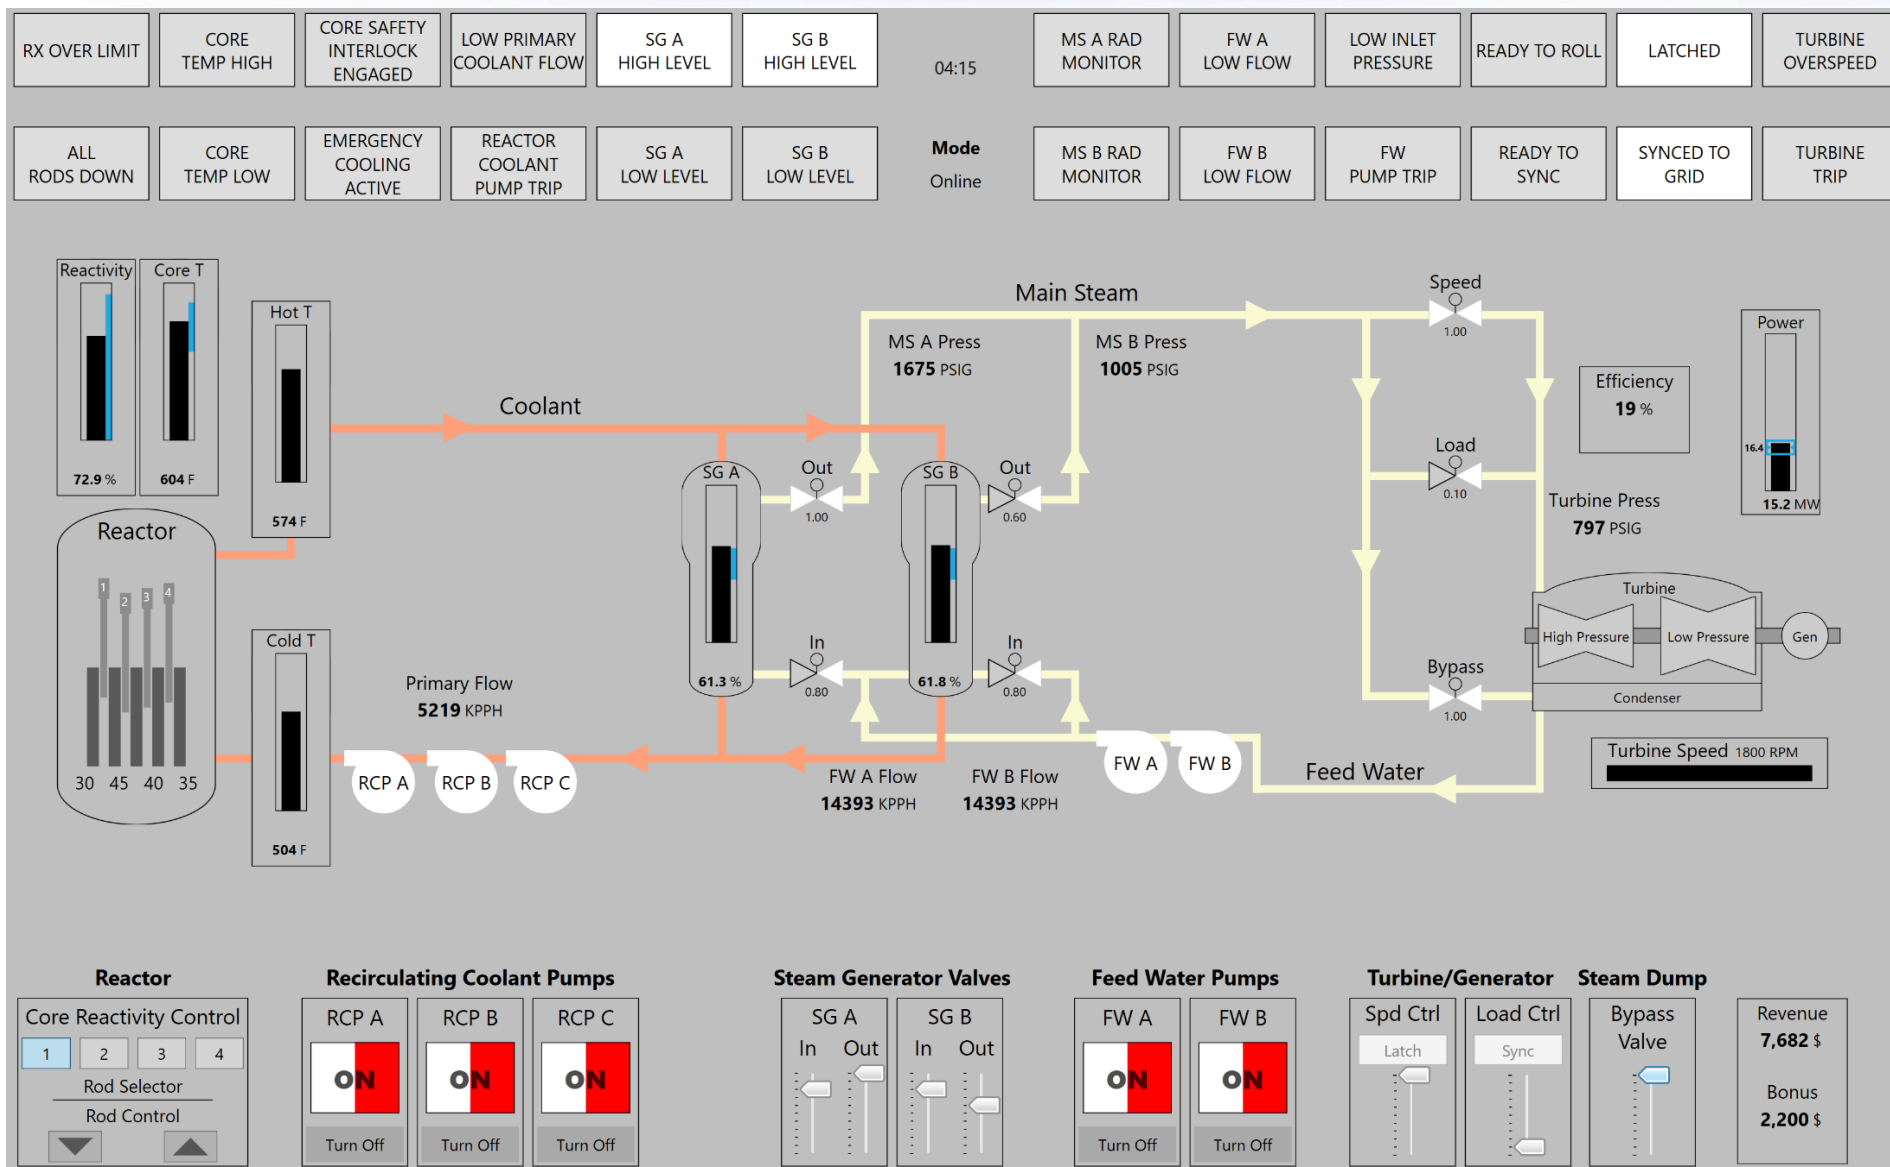 RX OVER LIMIT
CORE
TEMP HIGH
CORE SAFETY
INTERLOCK
ENGAGED
LOW PRIMARY
COOLANT FLOW
SG A
HIGH LEVEL
SG B
HIGH LEVEL
04:15
MS A RAD
MONITOR
FW A
LOW FLOW
LOW INLET
PRESSURE
READY TO ROLL
LATCHED
TURBINE
OVERSPEED
ALL
RODS DOWN
CORE
TEMP LOW
EMERGENCY
COOLING
ACTIVE
REACTOR
COOLANT
PUMP TRIP
SG A
LOW LEVEL
SG B
LOW LEVEL
Mode
Online
MS B RAD
MONITOR
FW B
LOW FLOW
FW
PUMP TRIP
READY TO
SYNC
SYNCED TO
GRID
TURBINE
TRIP
Reactivity
72.9 %
Core T
604 F
Hot T
574 F
Coolant
Main Steam
MS A Press
1675 PSIG
MS B Press
1005 PSIG
Speed
1.00
Efficiency
19 %
Power
16.4
15.2 MW
Load
0.10
Turbine Press
797 PSIG
SG A
61.3 %
Out
1.00
SG B
61.8 %
Out
0.60
In
0.80
In
0.80
Reactor
1
2
3
4
30 45 40 35
Cold T
504 F
Primary Flow
5219 KPPH
RCP A
RCP B
RCP C
FW A Flow
14393 KPPH
FW B Flow
14393 KPPH
FW A
FW B
Feed Water
Bypass
1.00
Turbine
High Pressure
Low Pressure
Gen
Condenser
Turbine Speed 1800 RPM
Reactor
Core Reactivity Control
1 2 3 4
Rod Selector
Rod Control
Recirculating Coolant Pumps
RCP A
ON
Turn Off
RCP B
ON
Turn Off
RCP C
ON
Turn Off
Steam Generator Valves
SG A
In Out
SG B
In Out
Feed Water Pumps
FW A
ON
Turn Off
FW B
ON
Turn Off
Turbine/Generator
Spd Ctrl
Latch
Load Ctrl
Sync
Steam Dump
Bypass
Valve
Revenue
7,682 $
Bonus
2,200 $